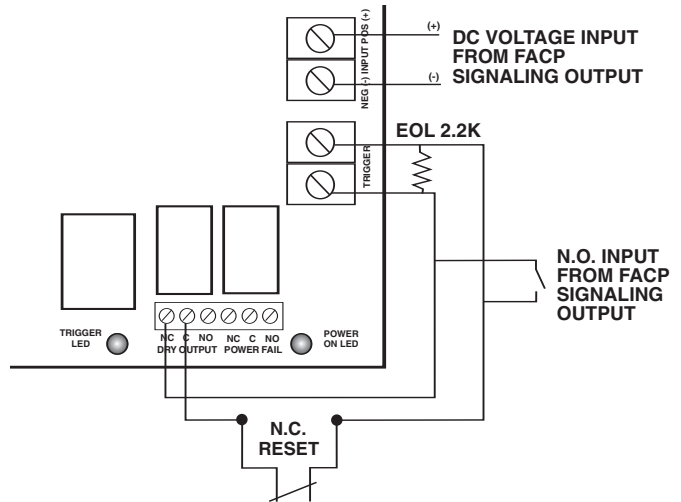 NEG (-) INPUT POS (+)
(+)
(-)
DC VOLTAGE INPUT
FROM FACP
SIGNALING OUTPUT
TRIGGER
EOL 2.2K
N.O. INPUT
FROM FACP
SIGNALING
OUTPUT
TRIGGER
LED
NC C NO NC C NO
DRY OUTPUT POWER FAIL
POWER
ON LED
N.C.
RESET